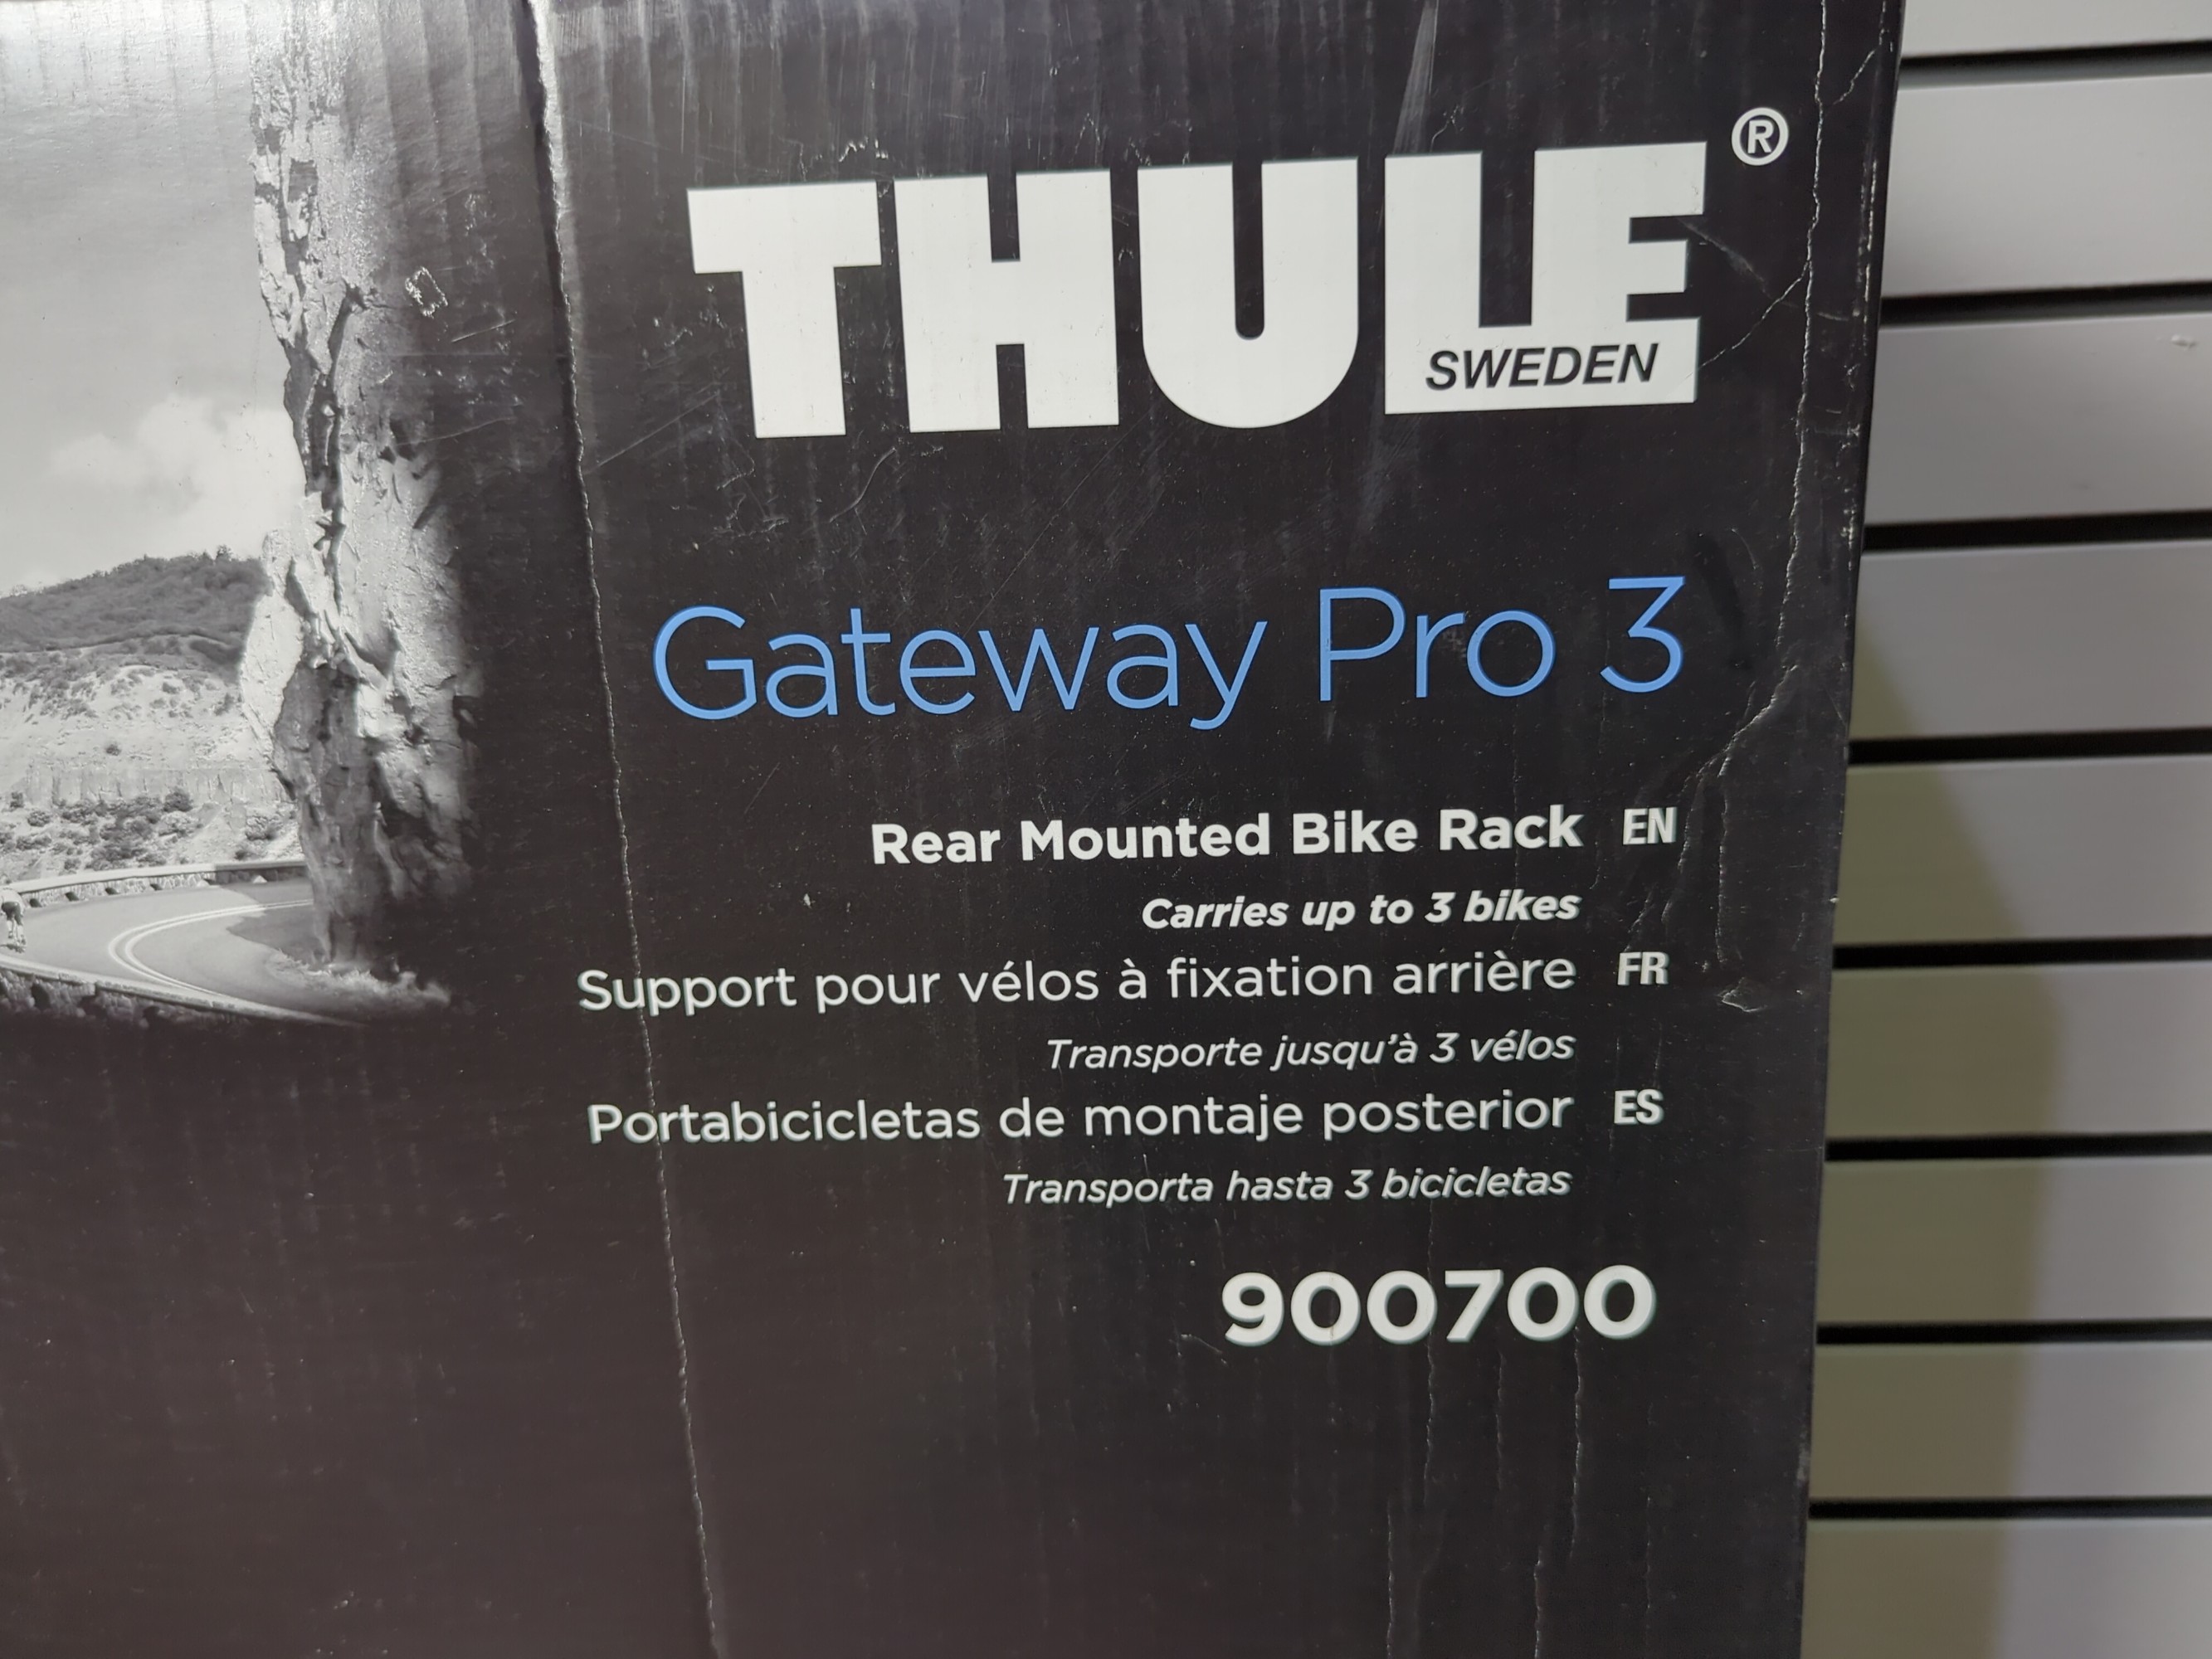 THULE®
SWEDEN
Gateway Pro 3
Rear Mounted Bike Rack EN
Carries up to 3 bikes
Support pour vélos à fixation arrière FR
Transporte jusqu'à 3 vélos
Portabicicletas de montaje posterior ES
Transporta hasta 3 bicicletas
900700